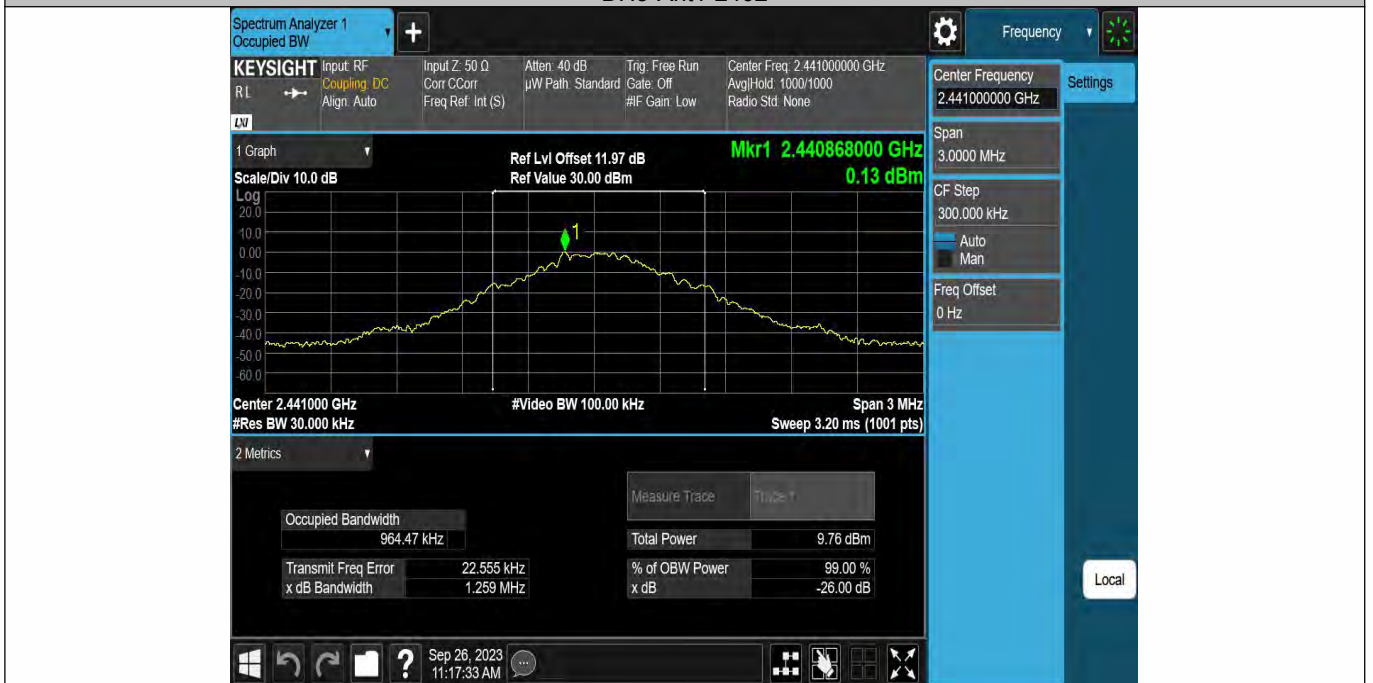 Spectrum Analyzer 1
Occupied BW
Frequency
KEYSIGHT
RL
LXI
Input: RF
Coupling: DC
Align: Auto
Input Z: 50 Ω
Corr CCorr
Freq Ref: Int (S)
Atten: 40 dB
µW Path: Standard
Trig: Free Run
Gate: Off
#IF Gain: Low
Center Freq: 2.441000000 GHz
Avg|Hold: 1000/1000
Radio Std: None
Center Frequency
2.441000000 GHz
Settings
Span
3.0000 MHz
CF Step
300.000 kHz
Auto
Man
Freq Offset
0 Hz
Local
1 Graph
Scale/Div 10.0 dB
Ref Lvl Offset 11.97 dB
Ref Value 30.00 dBm
Mkr1 2.440868000 GHz
0.13 dBm
Log
20.0
10.0
0.00
-10.0
-20.0
-30.0
-40.0
-50.0
-60.0
1
Center 2.441000 GHz
#Video BW 100.00 kHz
Span 3 MHz
#Res BW 30.000 kHz
Sweep 3.20 ms (1001 pts)
2 Metrics
Measure Trace
Trace 1
Occupied Bandwidth
964.47 kHz
Total Power 9.76 dBm
Transmit Freq Error 22.555 kHz
% of OBW Power 99.00 %
x dB Bandwidth 1.259 MHz
x dB -26.00 dB
?
Sep 26, 2023
11:17:33 AM